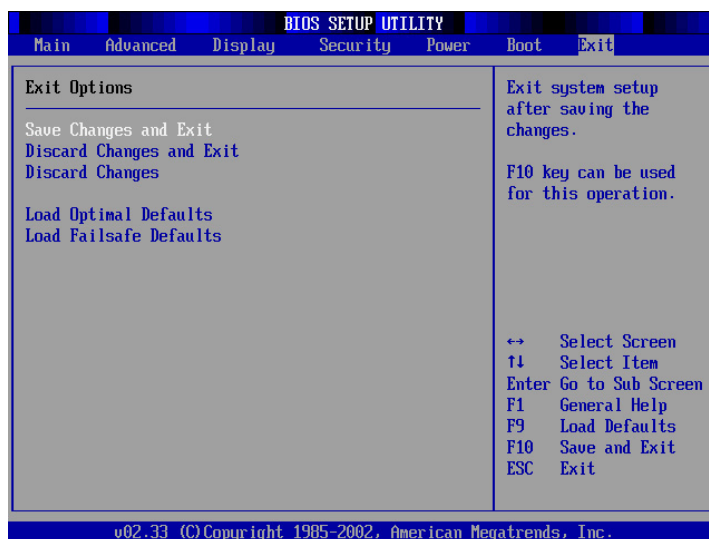 BIOS SETUP UTILITY
Main Advanced Display Security Power Boot Exit
Exit Options
Save Changes and Exit
Discard Changes and Exit
Discard Changes
Load Optimal Defaults
Load Failsafe Defaults
Exit system setup
after saving the
changes.
F10 key can be used
for this operation.
↔ Select Screen
↑↓ Select Item
Enter Go to Sub Screen
F1 General Help
F9 Load Defaults
F10 Save and Exit
ESC Exit
v02.33 (C)Copyright 1985-2002, American Megatrends, Inc.